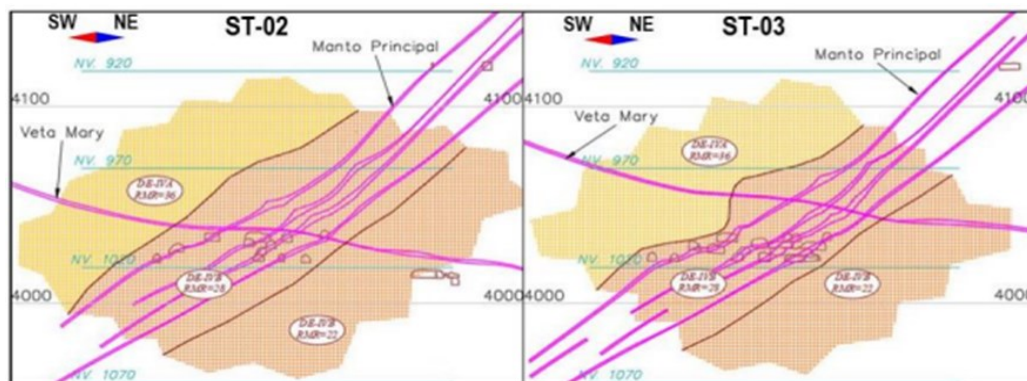 SW NE ST-02
Manto Principal
NV. 920
4100
Veta Mary
NV. 970
DE-IVA
RMR=36
NV. 1020
DE-IVB
RMR=28
4000
DE-IVB
RMR=22
NV. 1070
SW NE ST-03
Manto Principal
NV. 920
4100
4100
Veta Mary
NV. 970
DE-IVA
RMR=36
NV. 1020
DE-IVB
RMR=28
DE-IVB
RMR=22
4000
4000
NV. 1070